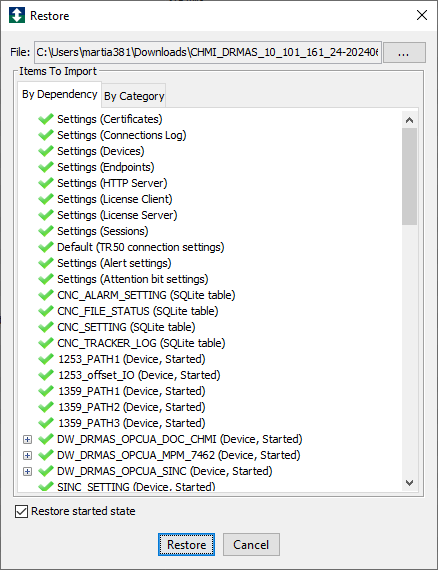 Restore
File: C:\Users\martia381\Downloads\CHMI_DRMAS_10_101_161_24-20240 ...
Items To Import
By Dependency By Category
Settings (Certificates)
Settings (Connections Log)
Settings (Devices)
Settings (Endpoints)
Settings (HTTP Server)
Settings (License Client)
Settings (License Server)
Settings (Sessions)
Default (TR50 connection settings)
Settings (Alert settings)
Settings (Attention bit settings)
CNC_ALARM_SETTING (SQLite table)
CNC_FILE_STATUS (SQLite table)
CNC_SETTING (SQLite table)
CNC_TRACKER_LOG (SQLite table)
1253_PATH1 (Device, Started)
1253_offset_IO (Device, Started)
1359_PATH1 (Device, Started)
1359_PATH2 (Device, Started)
1359_PATH3 (Device, Started)
DW_DRMAS_OPCUA_DOC_CHMI (Device, Started)
DW_DRMAS_OPCUA_MPM_7462 (Device, Started)
DW_DRMAS_OPCUA_SINC (Device, Started)
SINC_SETTING (Device, Started)
Restore started state
Restore Cancel